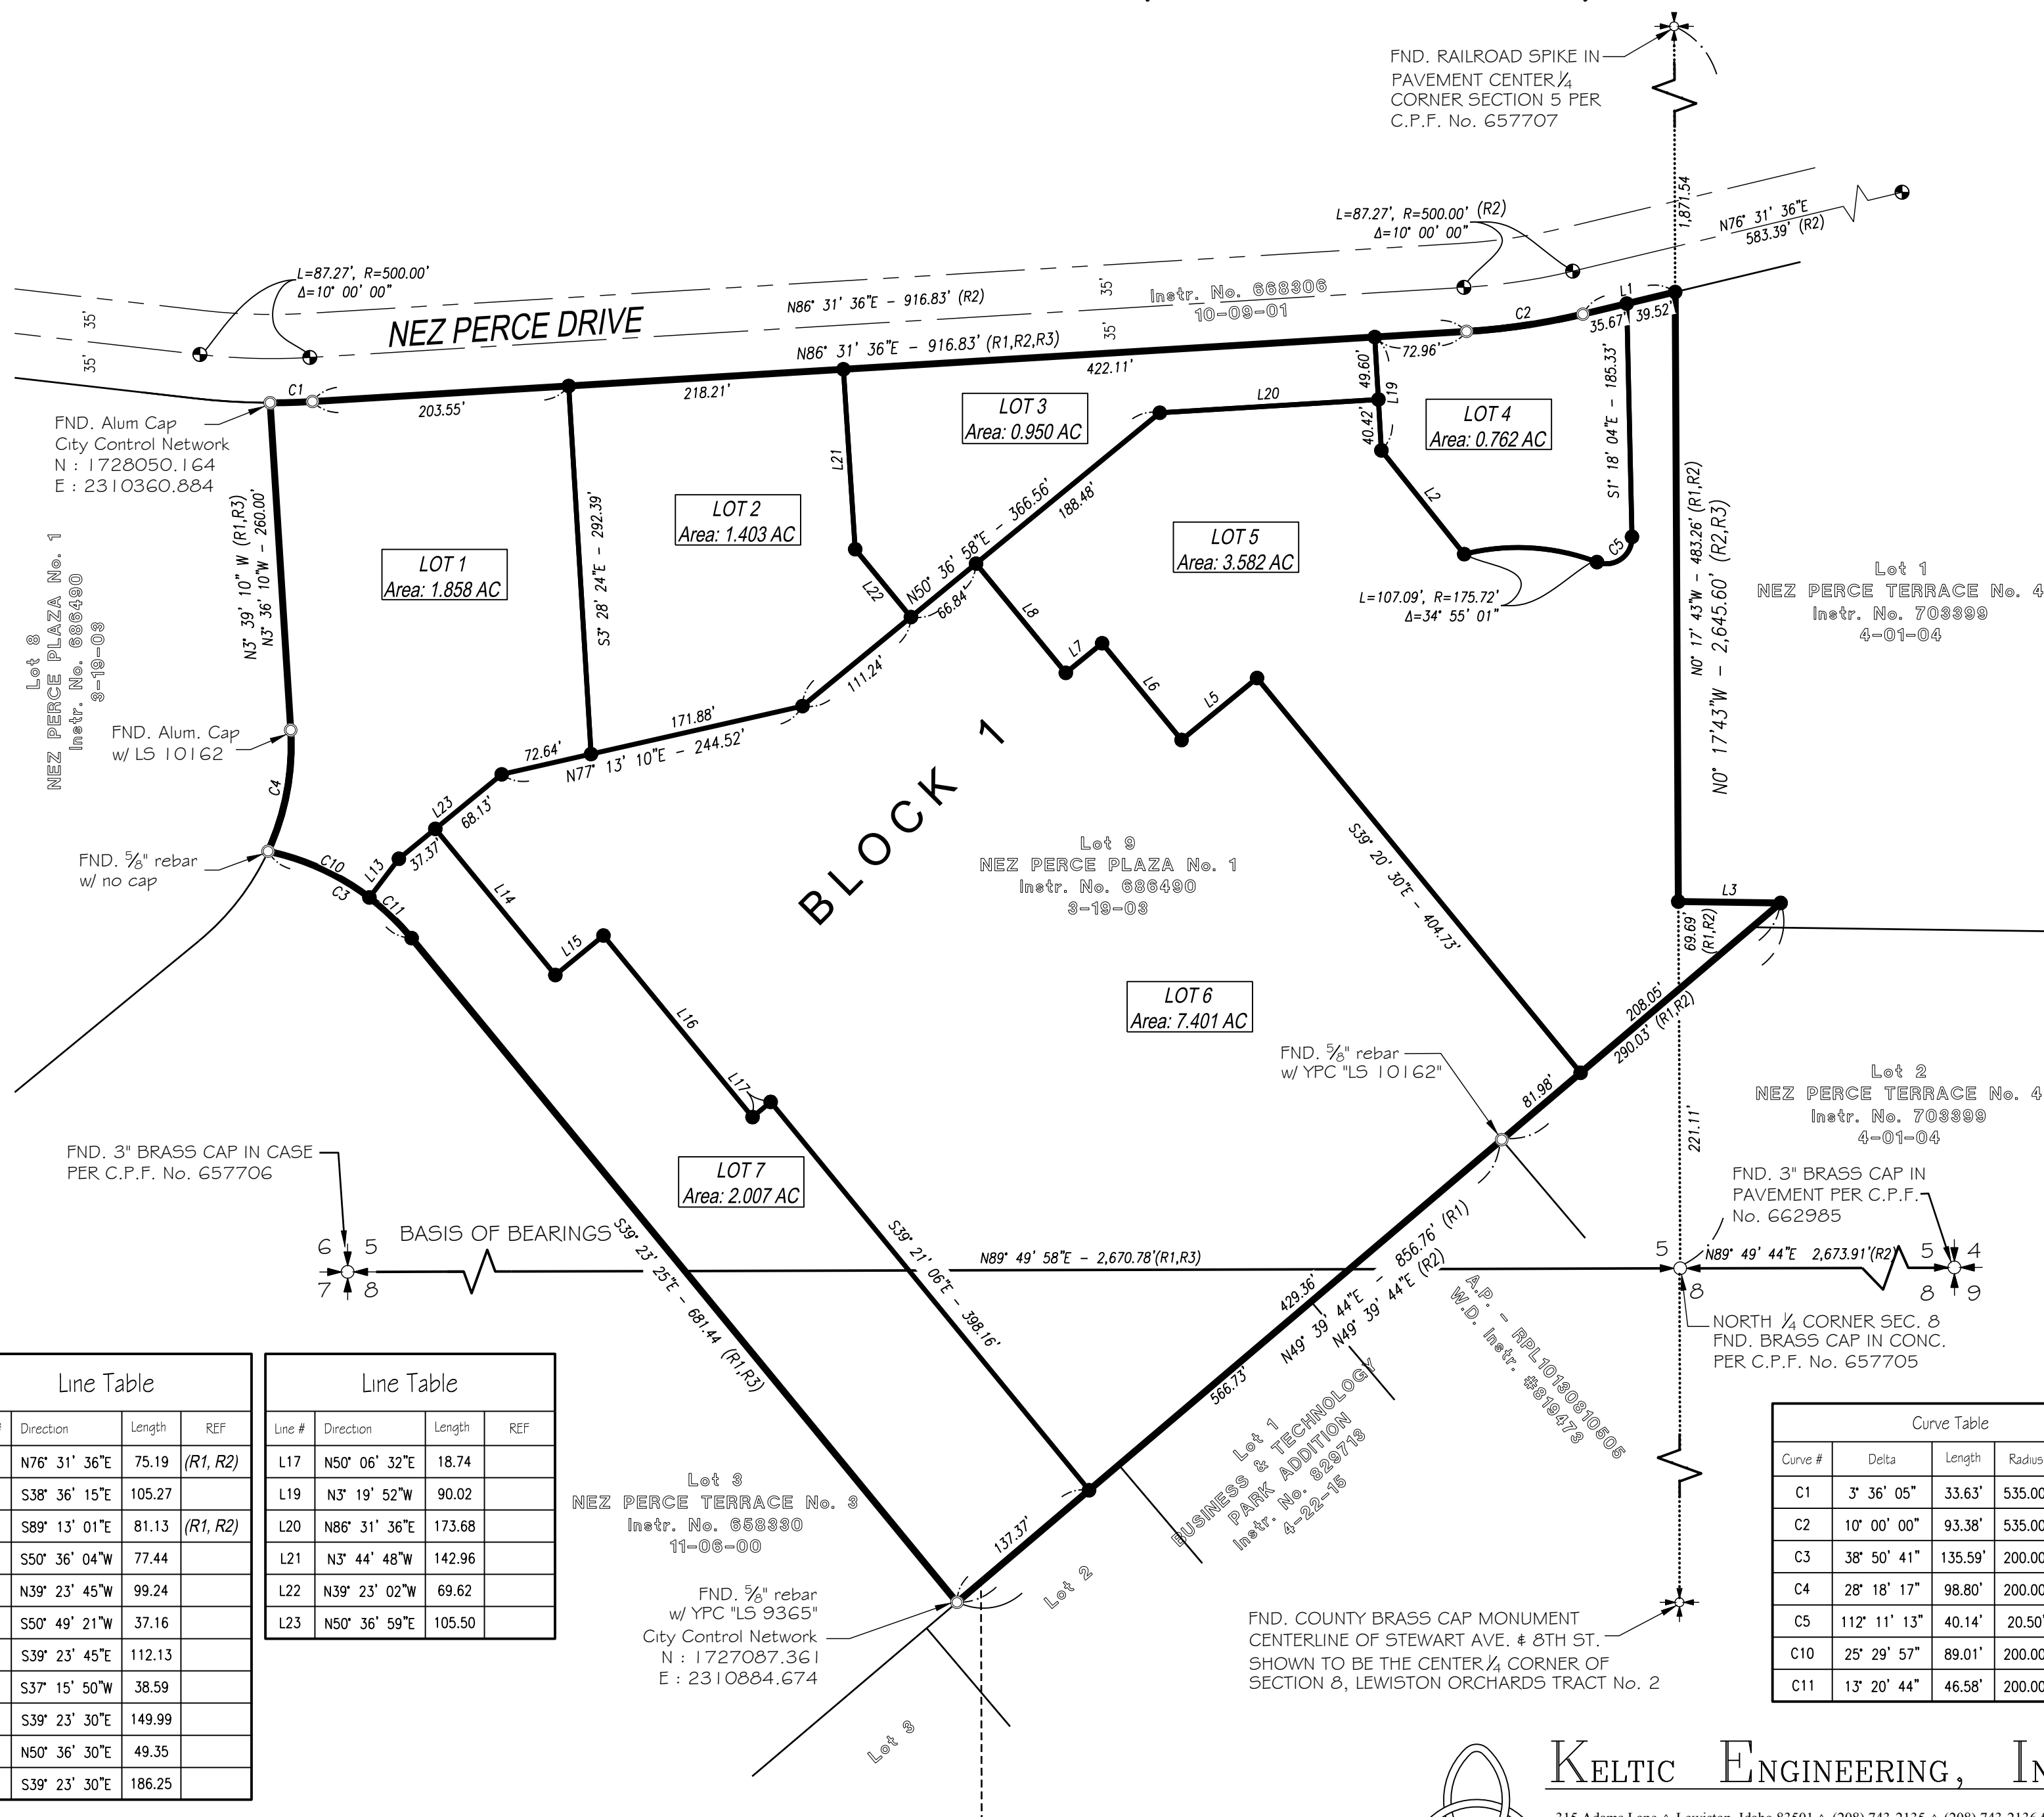 FND. RAILROAD SPIKE IN
PAVEMENT CENTER ¼
CORNER SECTION 5 PER
C.P.F. No. 657707
1,871.54
L=87.27', R=500.00' (R2)
Δ=10° 00' 00"
N76° 31' 36"E
583.39' (R2)
L=87.27', R=500.00'
Δ=10° 00' 00"
35'
35'
NEZ PERCE DRIVE
N86° 31' 36"E – 916.83' (R2)
35'
35'
Instr. No. 668306
10-09-01
N86° 31' 36"E – 916.83' (R1,R2,R3)
C1
203.55'
218.21'
422.11'
72.96'
C2
L1
35.67'
39.52'
FND. Alum Cap
City Control Network
N : 1728050.164
E : 2310360.884
N3° 39' 10" W (R1,R3)
N3° 36' 10"W – 260.00'
Lot 8
NEZ PERCE PLAZA No. 1
Instr. No. 686490
3-19-03
LOT 1
Area: 1.858 AC
S3° 28' 24"E – 292.39'
LOT 2
Area: 1.403 AC
L21
L22
LOT 3
Area: 0.950 AC
L20
49.60'
L19
40.42'
LOT 4
Area: 0.762 AC
S1° 18' 04"E – 185.33'
L2
C5
L=107.09', R=175.72'
Δ=34° 55' 01"
LOT 5
Area: 3.582 AC
N50° 36' 58"E – 366.56'
188.48'
66.84'
111.24'
L8
L7
L6
L5
N0° 17' 43"W – 483.26' (R1,R2)
N0° 17'43"W – 2,645.60' (R2,R3)
Lot 1
NEZ PERCE TERRACE No. 4
Instr. No. 703399
4-01-04
FND. Alum. Cap
w/ LS 10162
C4
171.88'
72.64'
N77° 13' 10"E – 244.52'
L23
68.13'
37.37'
L13
C10
C3
C11
FND. ⅝" rebar
w/ no cap
L14
L15
L16
L17
BLOCK 1
Lot 9
NEZ PERCE PLAZA No. 1
Instr. No. 686490
3-19-03
S39° 20' 30"E – 404.73'
L3
69.69'
(R1,R2)
208.05'
290.03' (R1,R2)
LOT 6
Area: 7.401 AC
FND. ⅝" rebar
w/ YPC "LS 10162"
81.98'
221.11'
Lot 2
NEZ PERCE TERRACE No. 4
Instr. No. 703399
4-01-04
FND. 3" BRASS CAP IN CASE
PER C.P.F. No. 657706
LOT 7
Area: 2.007 AC
FND. 3" BRASS CAP IN
PAVEMENT PER C.P.F.
No. 662985
6 5
7 8
BASIS OF BEARINGS
N89° 49' 58"E – 2,670.78'(R1,R3)
5
8
N89° 49' 44"E 2,673.91'(R2)
5 4
8 9
NORTH ¼ CORNER SEC. 8
FND. BRASS CAP IN CONC.
PER C.P.F. No. 657705
S39° 23' 25"E – 681.44 (R1,R3)
S39° 21' 06"E – 398.16'
429.36'
N49° 39' 44"E – 856.76' (R1)
N49° 39' 44"E (R2)
566.73'
137.37'
A.P. – RPL10130810505
W.D. Instr. #819473
Lot 1
BUSINESS & TECHNOLOGY
PARK ADDITION
Instr. No. 829713
4-22-15
Lot 2
Lot 3
Lot 3
NEZ PERCE TERRACE No. 3
Instr. No. 658330
11-06-00
FND. ⅝" rebar
w/ YPC "LS 9365"
City Control Network
N : 1727087.361
E : 2310884.674
FND. COUNTY BRASS CAP MONUMENT
CENTERLINE OF STEWART AVE. & 8TH ST.
SHOWN TO BE THE CENTER ¼ CORNER OF
SECTION 8, LEWISTON ORCHARDS TRACT No. 2
Line Table
Direction Length REF
N76° 31' 36"E 75.19 (R1, R2)
S38° 36' 15"E 105.27
S89° 13' 01"E 81.13 (R1, R2)
S50° 36' 04"W 77.44
N39° 23' 45"W 99.24
S50° 49' 21"W 37.16
S39° 23' 45"E 112.13
S37° 15' 50"W 38.59
S39° 23' 30"E 149.99
N50° 36' 30"E 49.35
S39° 23' 30"E 186.25
Line Table
Line # Direction Length REF
L17 N50° 06' 32"E 18.74
L19 N3° 19' 52"W 90.02
L20 N86° 31' 36"E 173.68
L21 N3° 44' 48"W 142.96
L22 N39° 23' 02"W 69.62
L23 N50° 36' 59"E 105.50
Curve Table
Curve # Delta Length Radius
C1 3° 36' 05" 33.63' 535.00
C2 10° 00' 00" 93.38' 535.00
C3 38° 50' 41" 135.59' 200.00
C4 28° 18' 17" 98.80' 200.00
C5 112° 11' 13" 40.14' 20.50'
C10 25° 29' 57" 89.01' 200.00
C11 13° 20' 44" 46.58' 200.00
KELTIC ENGINEERING,